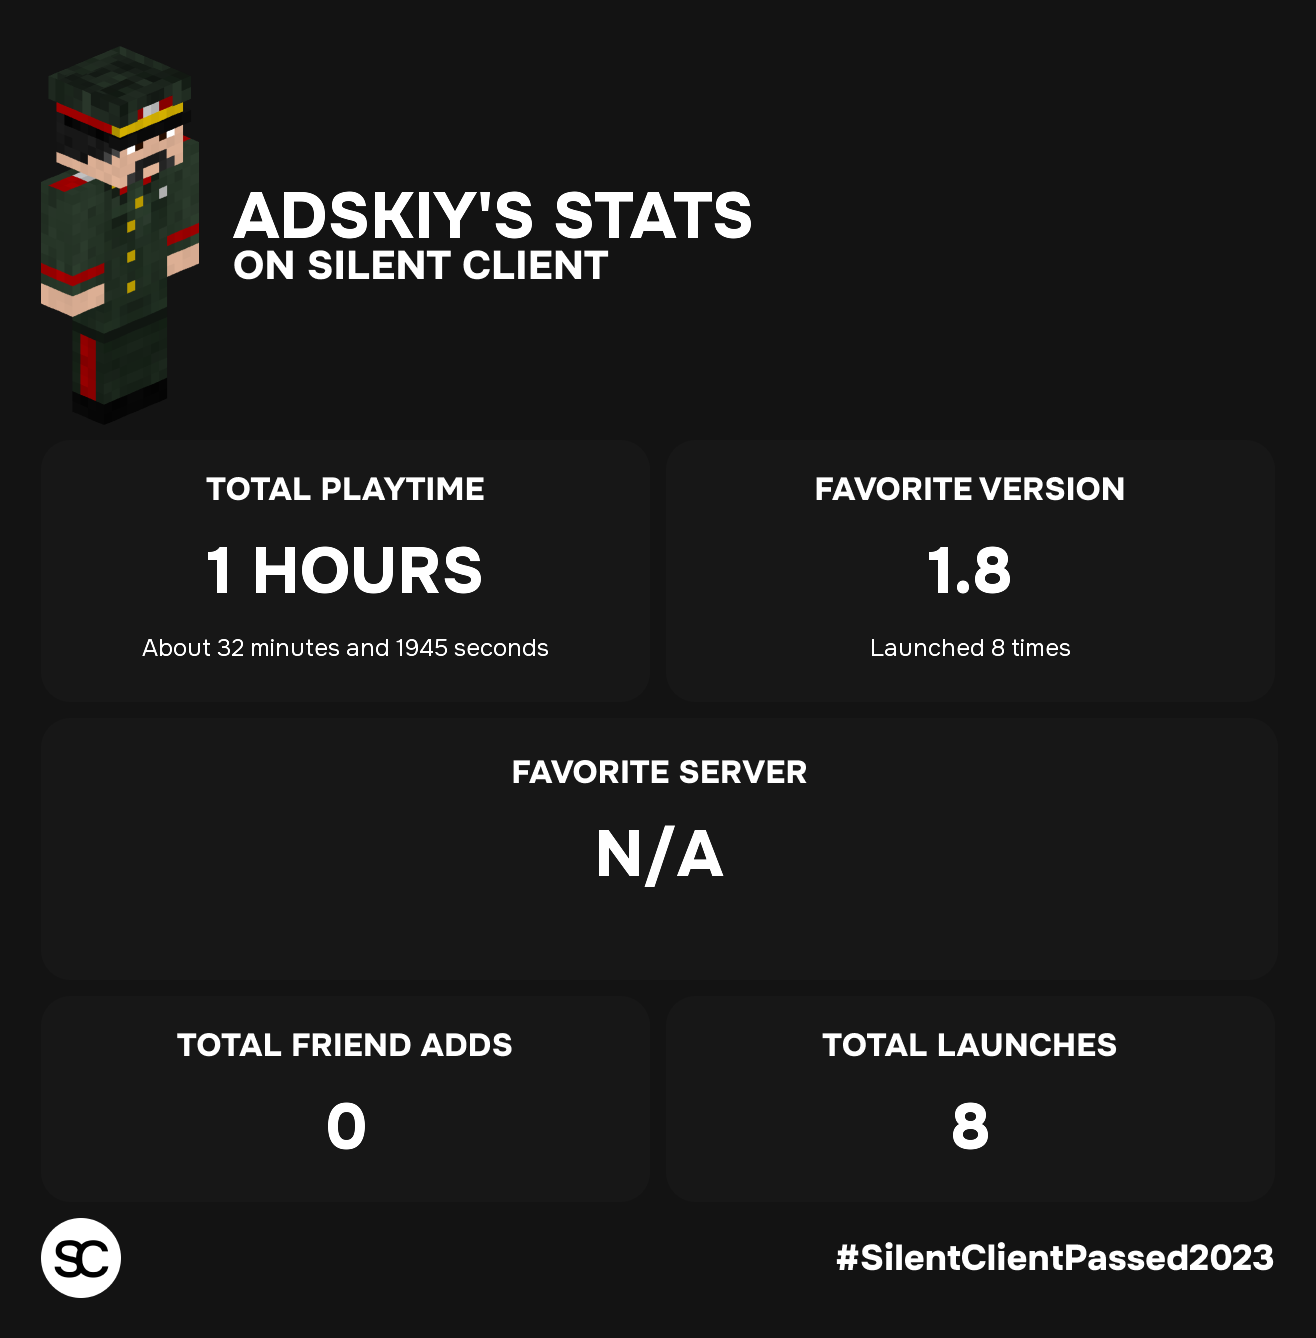 ADSKIY'S STATS
ON SILENT CLIENT
TOTAL PLAYTIME
1 HOURS
About 32 minutes and 1945 seconds
FAVORITE VERSION
1.8
Launched 8 times
FAVORITE SERVER
N/A
TOTAL FRIEND ADDS
0
TOTAL LAUNCHES
8
SC
#SilentClientPassed2023